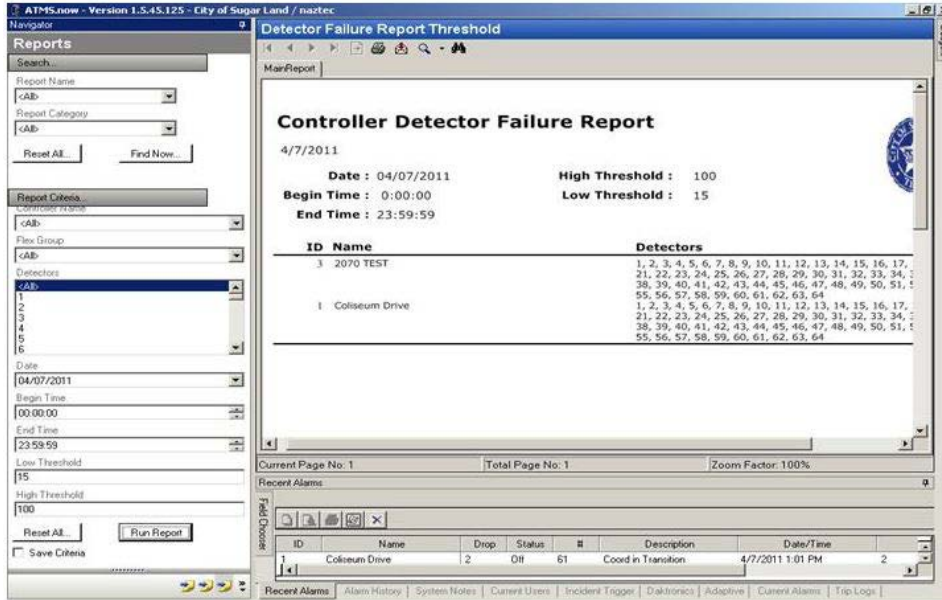 ATMS.now - Version 1.5.45.125 - City of Sugar Land / naztec
Navigator
Reports
Search...
Report Name
<All>
Report Category
<All>
Reset All...
Find Now...
Report Criteria...
Controller Name
<All>
Flex Group
<All>
Detectors
<All>
1
2
3
4
5
6
Date
04/07/2011
Begin Time
00:00:00
End Time
23:59:59
Low Threshold
15
High Threshold
100
Reset All...
Run Report
Save Criteria
Detector Failure Report Threshold
MainReport
Controller Detector Failure Report
4/7/2011
Date : 04/07/2011 High Threshold : 100
Begin Time : 0:00:00 Low Threshold : 15
End Time : 23:59:59
ID Name Detectors
3 2070 TEST 1, 2, 3, 4, 5, 6, 7, 8, 9, 10, 11, 12, 13, 14, 15, 16, 17,
21, 22, 23, 24, 25, 26, 27, 28, 29, 30, 31, 32, 33, 34,
38, 39, 40, 41, 42, 43, 44, 45, 46, 47, 48, 49, 50, 51,
55, 56, 57, 58, 59, 60, 61, 62, 63, 64
1 Coliseum Drive 1, 2, 3, 4, 5, 6, 7, 8, 9, 10, 11, 12, 13, 14, 15, 16, 17,
21, 22, 23, 24, 25, 26, 27, 28, 29, 30, 31, 32, 33, 34,
38, 39, 40, 41, 42, 43, 44, 45, 46, 47, 48, 49, 50, 51,
55, 56, 57, 58, 59, 60, 61, 62, 63, 64
Current Page No: 1 Total Page No: 1 Zoom Factor: 100%
Recent Alarms
Field Chooser
ID Name Drop Status # Description Date/Time
1 Coliseum Drive 2 Off 61 Coord in Transition 4/7/2011 1:01 PM 2
Recent Alarms Alarm History System Notes Current Users Incident Trigger Daktronics Adaptive Current Alarms Trip Logs